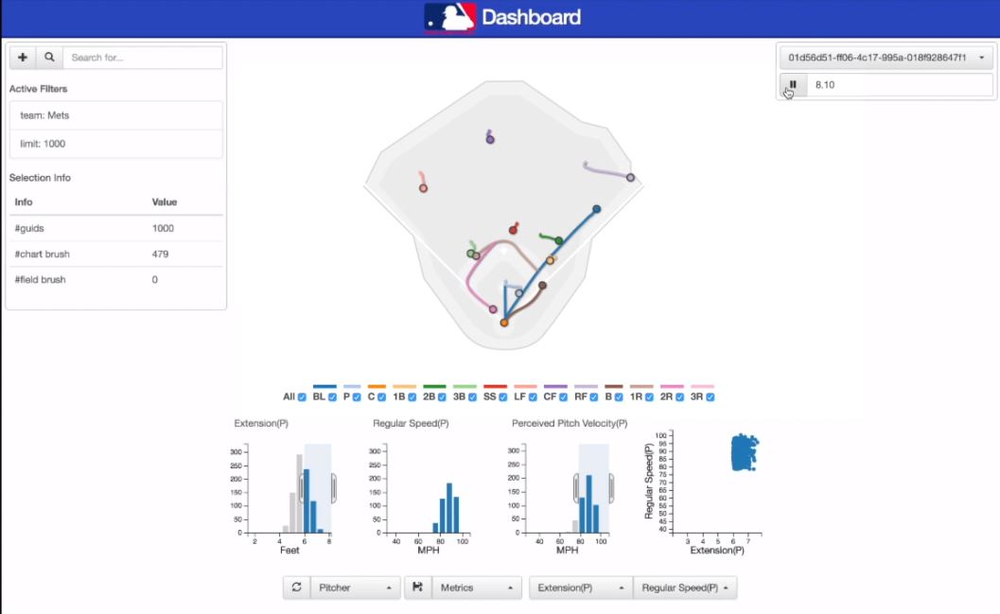 Dashboard
Search for...
01d56d51-ff06-4c17-995a-018f928647f1
8.10
Active Filters
team: Mets
limit: 1000
Selection Info
Info Value
#guids 1000
#chart brush 479
#field brush 0
All BL P C 1B 2B 3B SS LF CF RF B 1R 2R 3R
Extension(P) Regular Speed(P) Perceived Pitch Velocity(P)
300 250 200 150 100 50 0
2 4 6 8
Feet
300 250 200 150 100 50 0
40 60 80 100
MPH
300 250 200 150 100 50 0
40 60 80 100
MPH
Regular Speed(P)
100 95 90 85 80 75 70 65 60 55 50 45 40
3 4 5 6 7
Extension(P)
Pitcher Metrics Extension(P) Regular Speed(P)